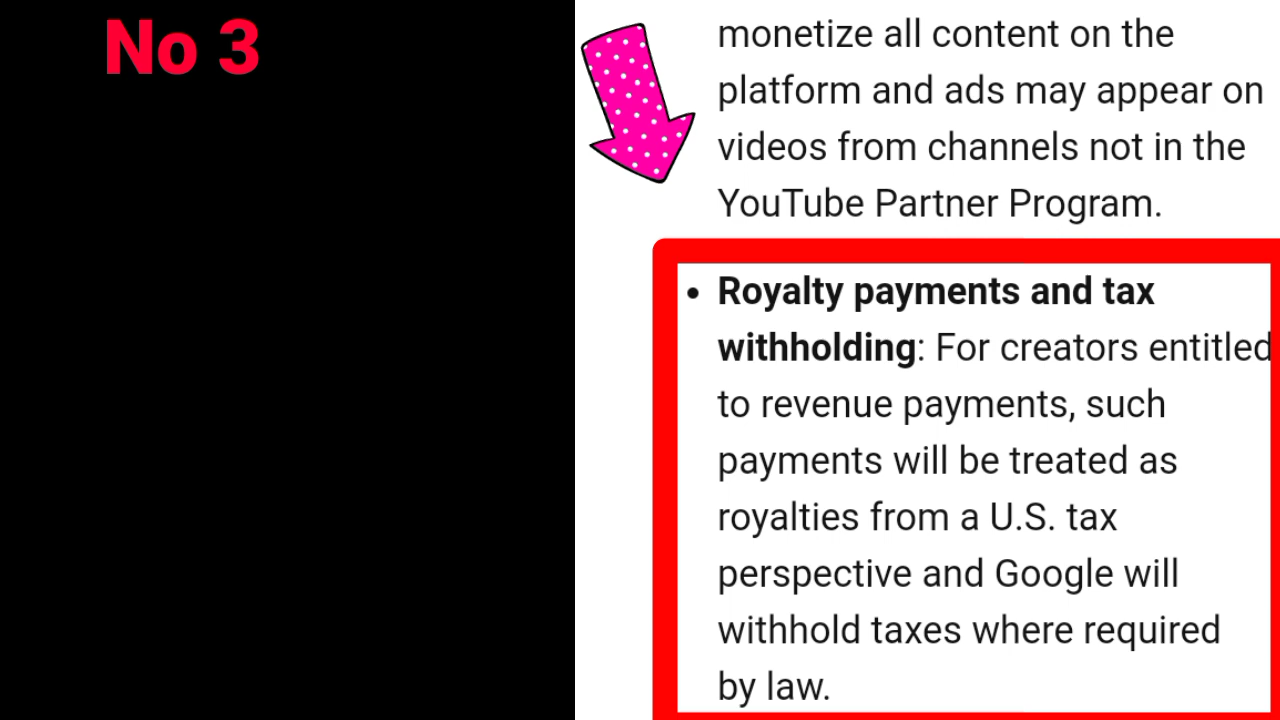 No 3
monetize all content on the
platform and ads may appear on
videos from channels not in the
YouTube Partner Program.
• Royalty payments and tax
withholding: For creators entitled
to revenue payments, such
payments will be treated as
royalties from a U.S. tax
perspective and Google will
withhold taxes where required
by law.